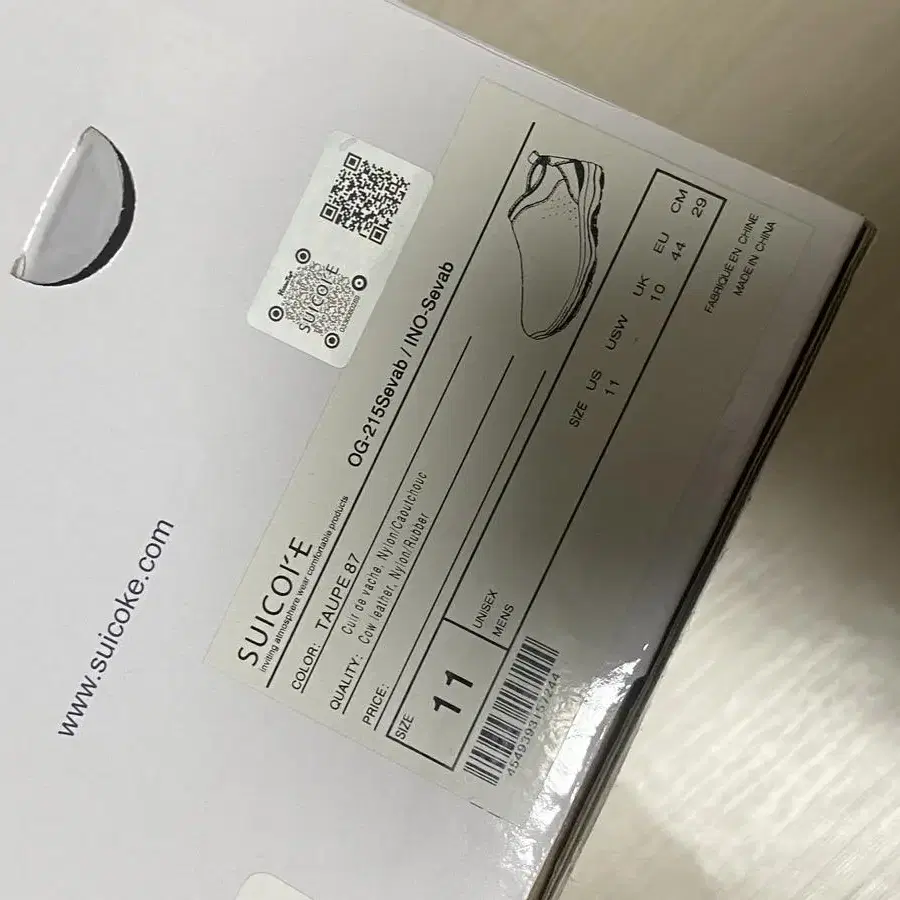 www.suicoke.com
SUICOKE
SUICOKE
inviting atmosphere wear comfortable products
OG-215Sevab / INO-Sevab
COLOR: TAUPE 87
QUALITY: Cuir de vache, Nylon/Caoutchouc
Cow leather, Nylon/Rubber
PRICE:
SIZE
11
UNISEX
MENS
SIZE US USW UK EU CM
11 10 44 29
4549393157244
FABRIQUE EN CHINE
MADE IN CHINA